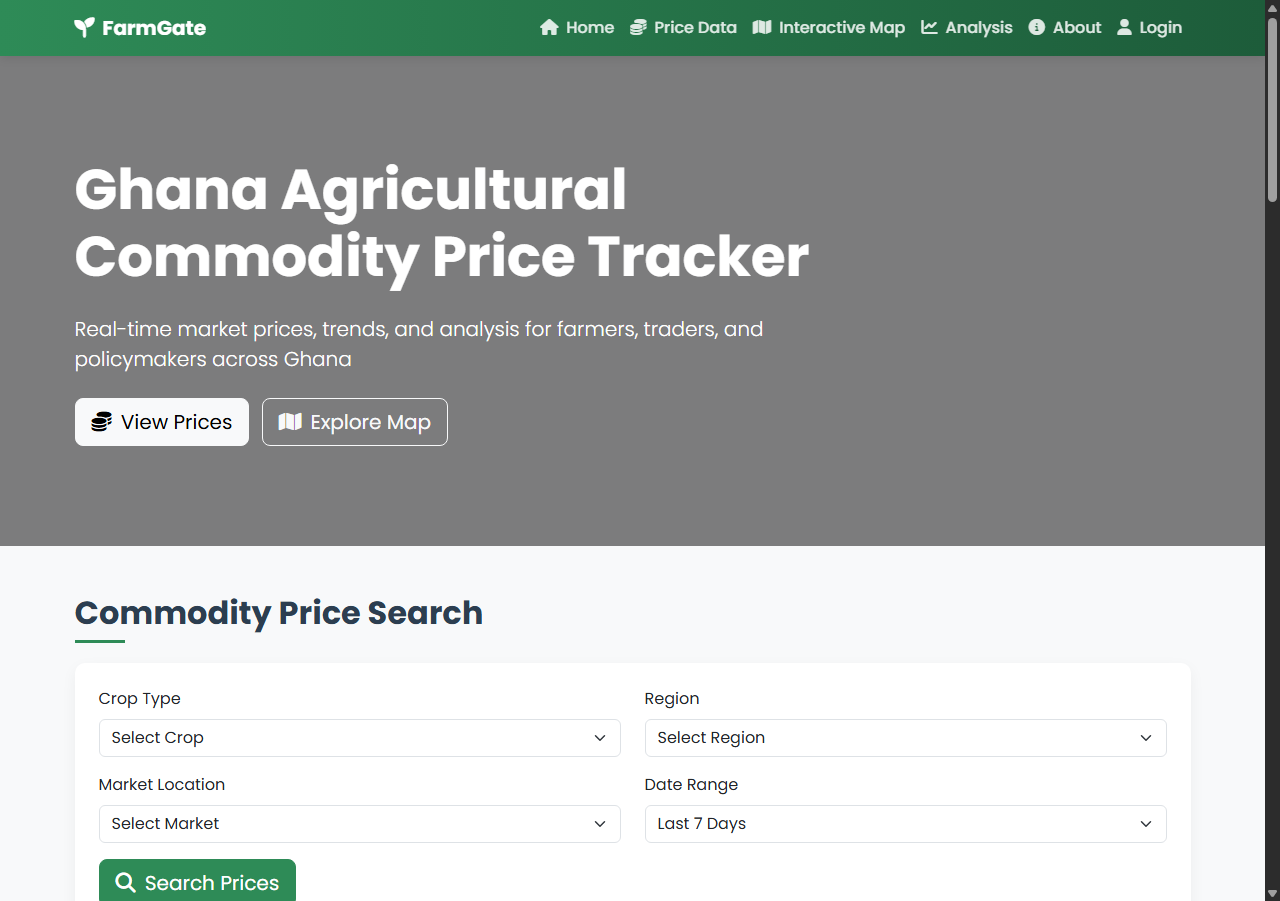 FarmGate
Home Price Data Interactive Map Analysis About Login
Ghana Agricultural
Commodity Price Tracker
Real-time market prices, trends, and analysis for farmers, traders, and
policymakers across Ghana
View Prices Explore Map
Commodity Price Search
Crop Type Region
Select Crop Select Region
Market Location Date Range
Select Market Last 7 Days
Search Prices